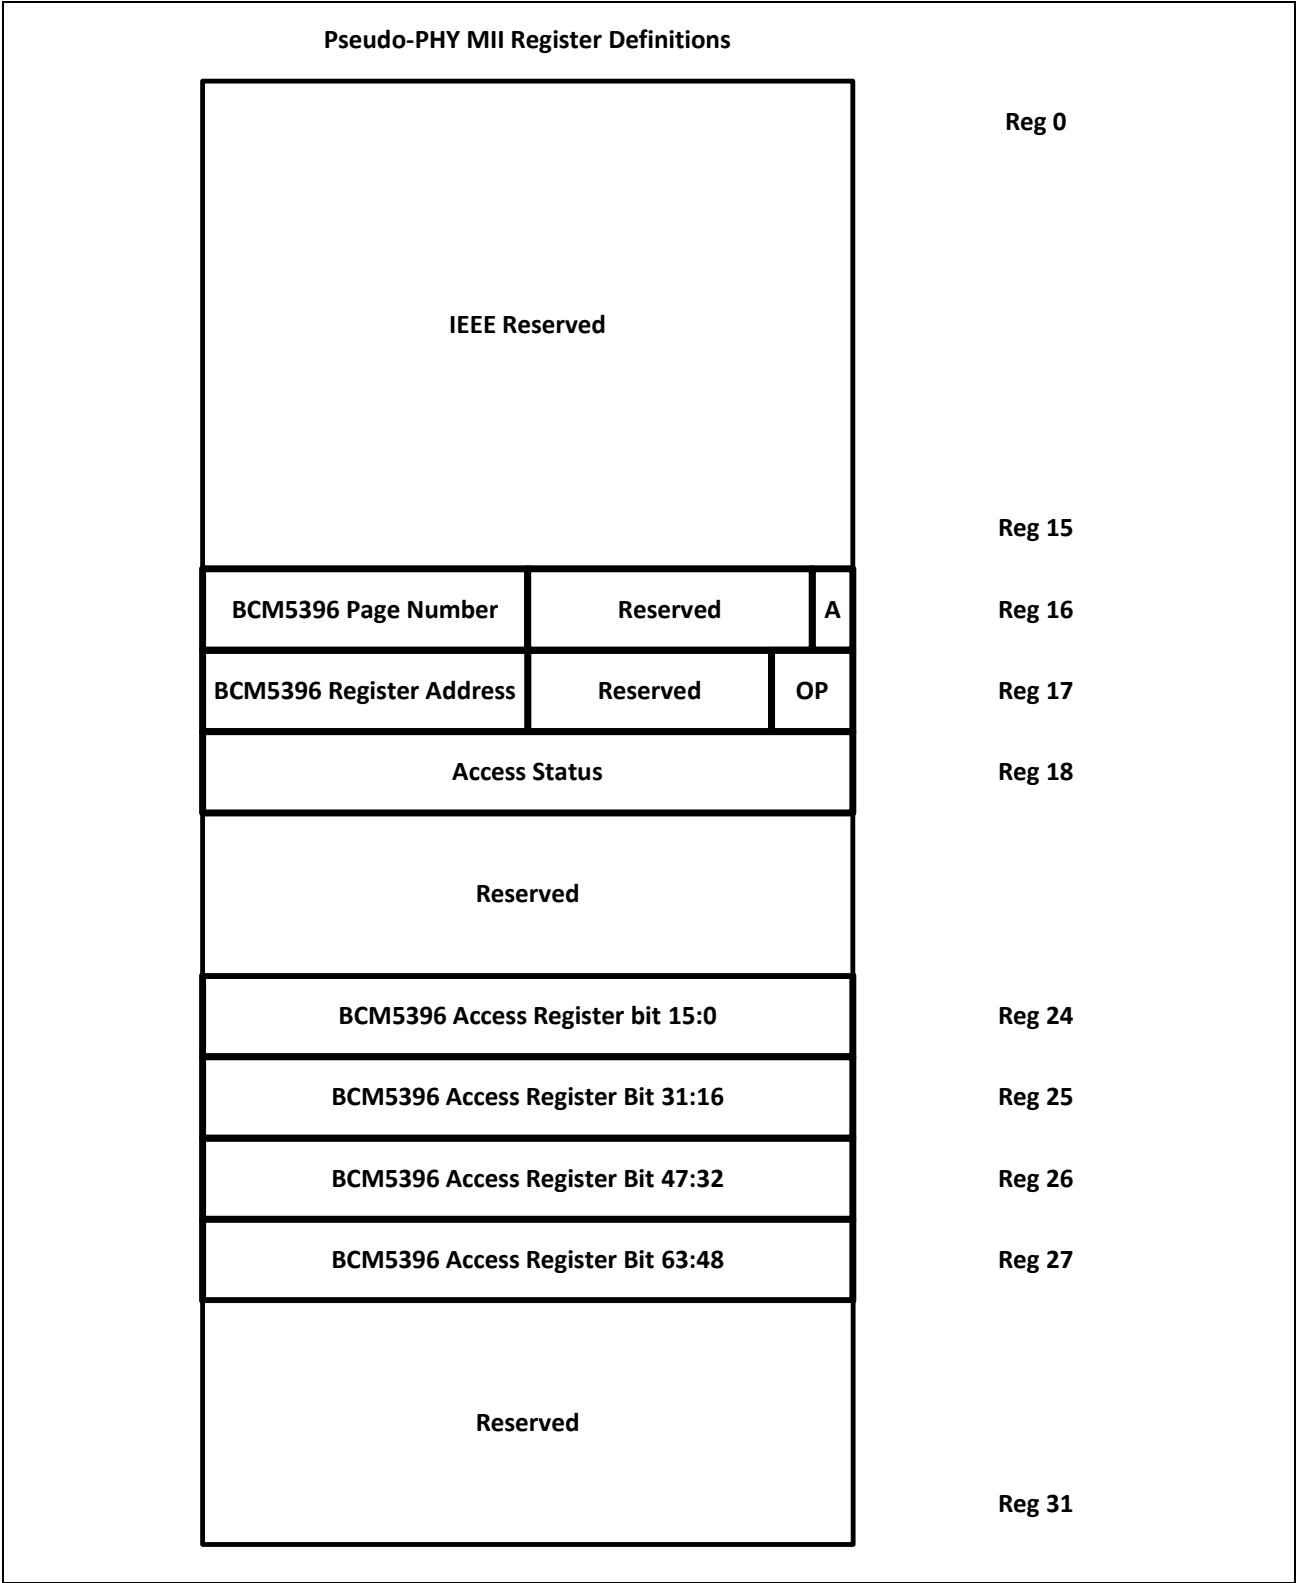 Pseudo-PHY MII Register Definitions
Reg 0
IEEE Reserved
Reg 15
BCM5396 Page Number Reserved A Reg 16
BCM5396 Register Address Reserved OP Reg 17
Access Status Reg 18
Reserved
BCM5396 Access Register bit 15:0 Reg 24
BCM5396 Access Register Bit 31:16 Reg 25
BCM5396 Access Register Bit 47:32 Reg 26
BCM5396 Access Register Bit 63:48 Reg 27
Reserved
Reg 31